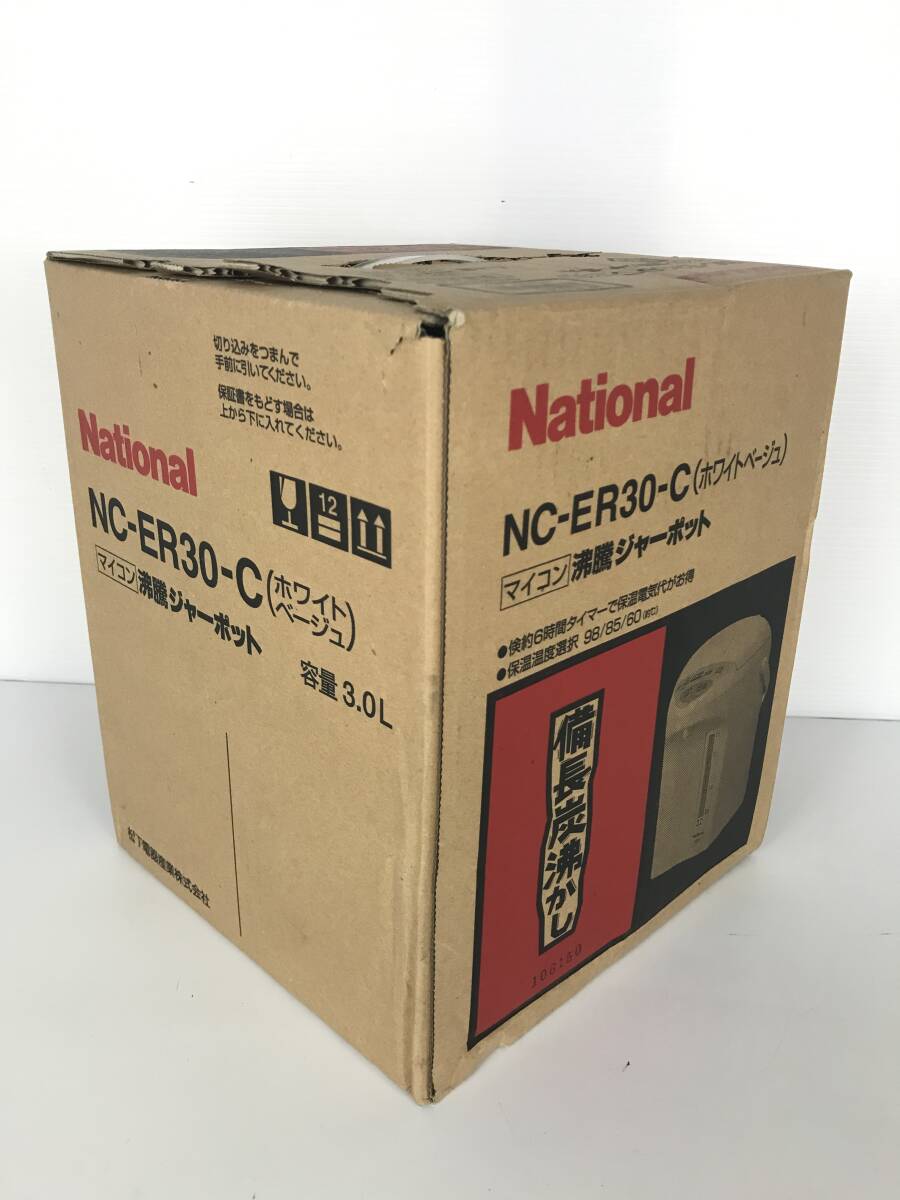 切り込みをつまんで
手前に引いてください。
保証書をもどす場合は
上から下に入れてください。
National
12
NC-ER30-C(ホワイトベージュ)
マイコン 沸騰ジャーポット
容量 3.0L
松下電器産業株式会社
National
NC-ER30-C(ホワイトベージュ)
マイコン 沸騰ジャーポット
●倹約6時間タイマーで保温電気代がお得
●保温温度選択 98/85/60(約℃)
備長炭沸かし